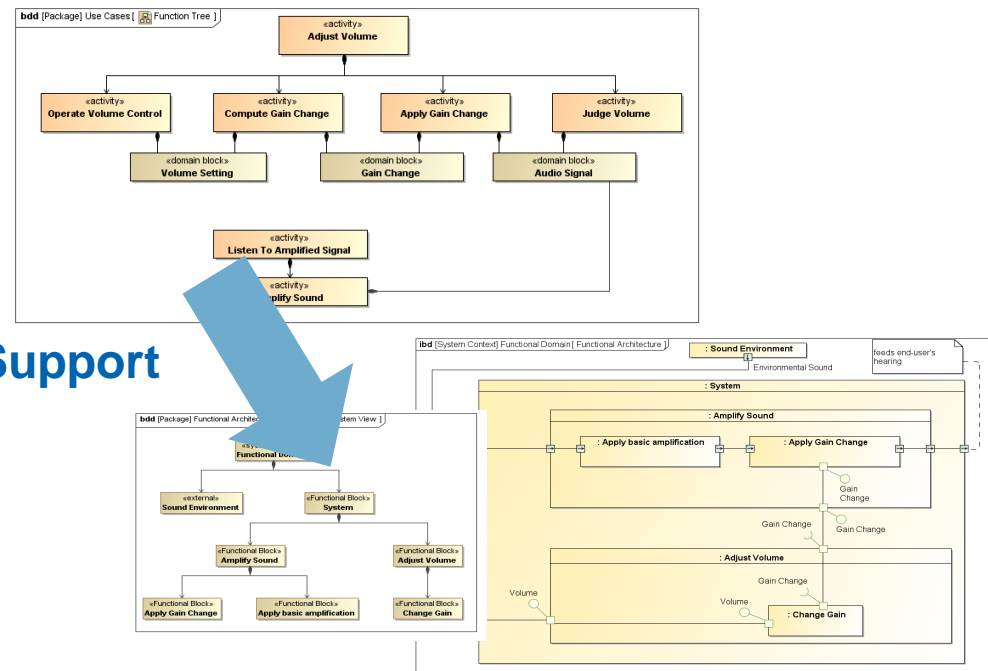 bdd [Package] Use Cases [ Function Tree ]
«activity»
Adjust Volume
«activity»
Operate Volume Control
«activity»
Compute Gain Change
«activity»
Apply Gain Change
«activity»
Judge Volume
«domain block»
Volume Setting
«domain block»
Gain Change
«domain block»
Audio Signal
«activity»
Listen To Amplified Signal
«activity»
Sound
Support
bdd [Package] Functional View ]
Functional
«external»
Sound Environment
«Functional Block»
System
«Functional Block»
Amplify Sound
«Functional Block»
Adjust Volume
«Functional Block»
Apply Gain Change
«Functional Block»
Apply basic amplification
«Functional Block»
Change Gain
ibd [System Context] Functional Domain [ Functional Architecture ]
: Sound Environment
Environmental Sound
feeds end-user's
hearing
: System
: Amplify Sound
: Apply basic amplification
: Apply Gain Change
Gain
Change
Gain Change
Gain Change
: Adjust Volume
Gain Change
Volume
Volume
: Change Gain